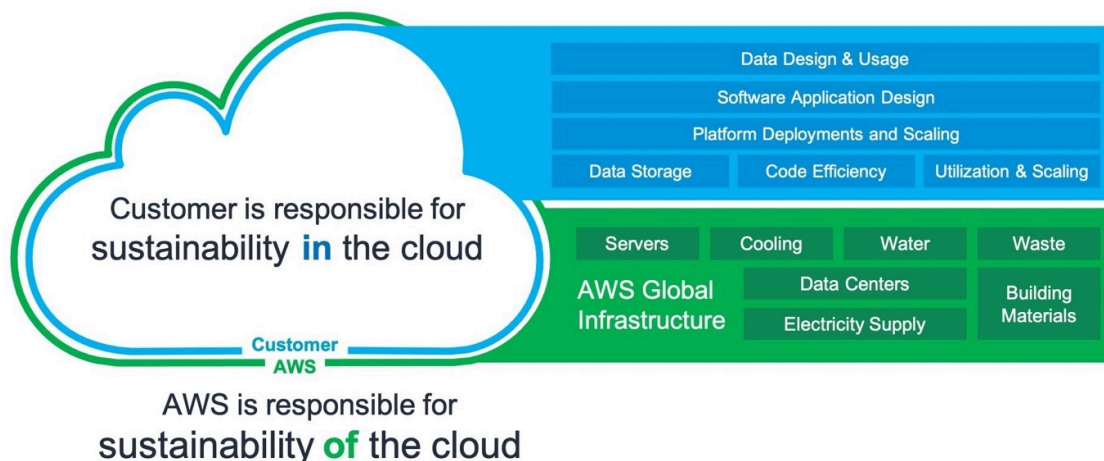 Data Design & Usage
Software Application Design
Platform Deployments and Scaling
Data Storage
Code Efficiency
Utilization & Scaling
Customer is responsible for
sustainability in the cloud
Servers
Cooling
Water
Waste
AWS Global
Infrastructure
Data Centers
Electricity Supply
Building
Materials
Customer
AWS
AWS is responsible for
sustainability of the cloud